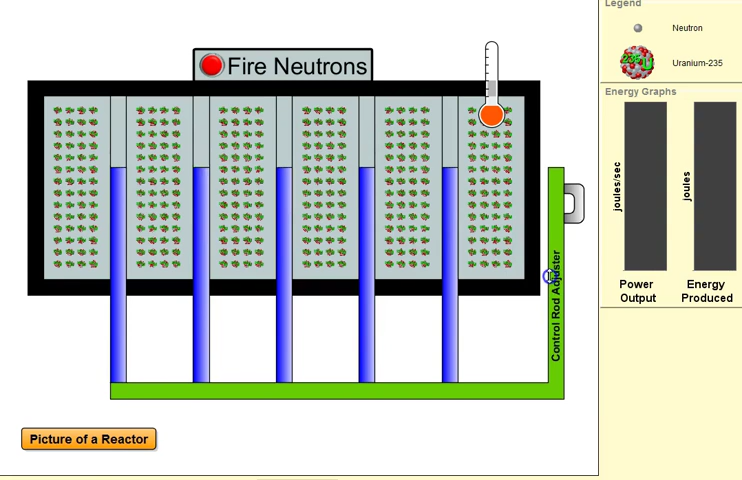 Legend
Neutron
235
U
Uranium-235
Energy Graphs
Fire Neutrons
joules/sec
joules
Control Rod Adjuster
Power
Output
Energy
Produced
Picture of a Reactor